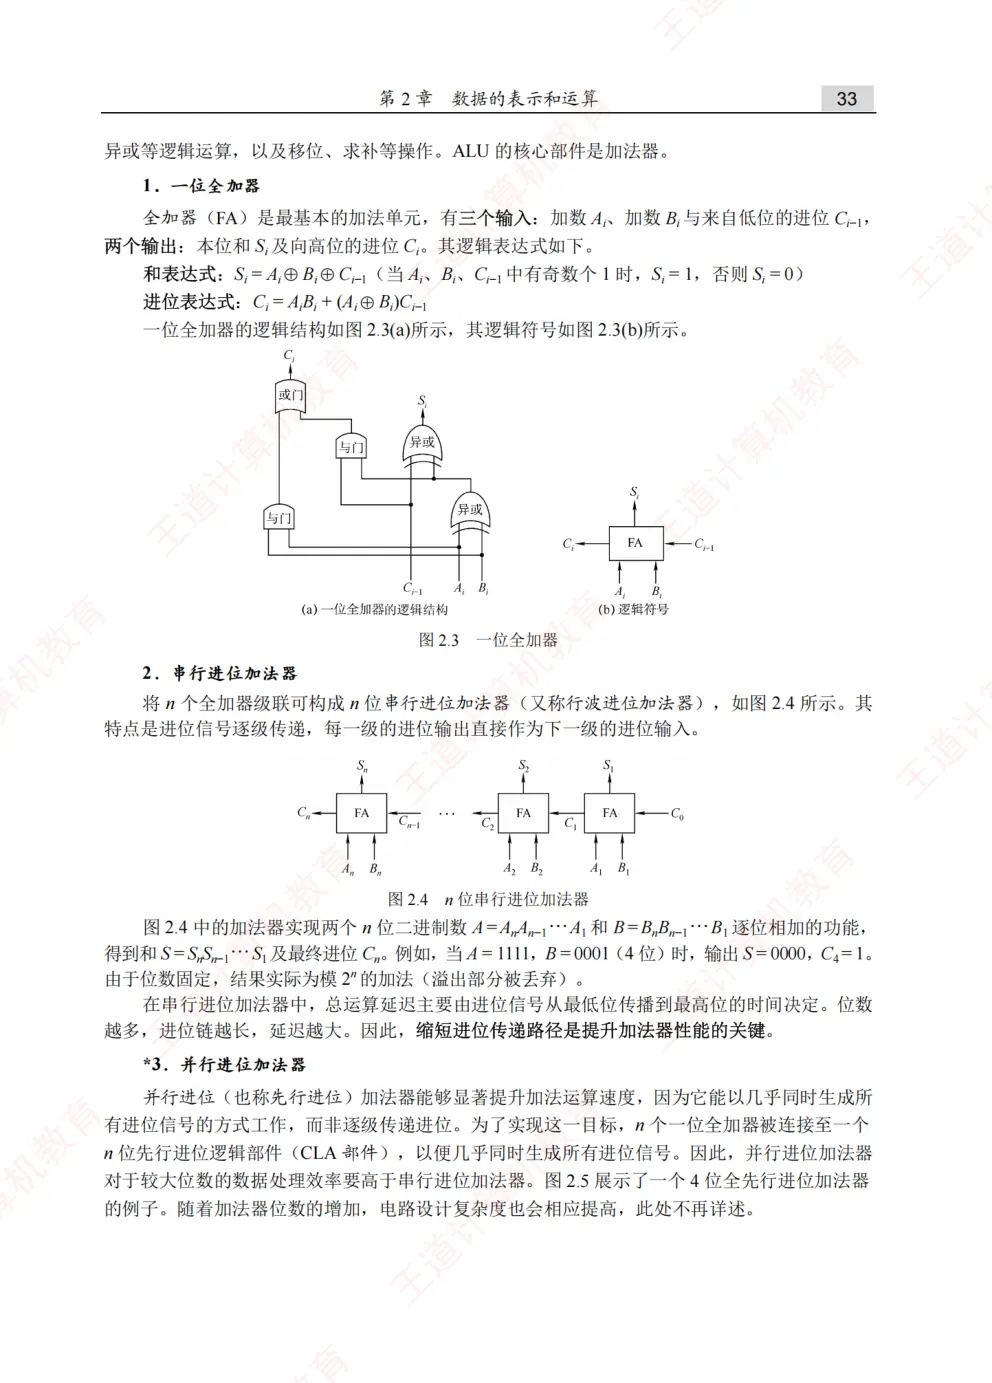 第 2 章 数据的表示和运算 33
异或等逻辑运算，以及移位、求补等操作。ALU 的核心部件是加法器。
1．一位全加器
全加器（FA）是最基本的加法单元，有三个输入：加数 Aᵢ、加数 Bᵢ与来自低位的进位 Cᵢ₋₁，
两个输出：本位和 Sᵢ及向高位的进位 Cᵢ。其逻辑表达式如下。
和表达式：Sᵢ = Aᵢ⊕Bᵢ⊕Cᵢ₋₁（当 Aᵢ、Bᵢ、Cᵢ₋₁中有奇数个 1 时，Sᵢ = 1，否则 Sᵢ = 0）
进位表达式：Cᵢ = AᵢBᵢ + (Aᵢ⊕Bᵢ)Cᵢ₋₁
一位全加器的逻辑结构如图 2.3(a)所示，其逻辑符号如图 2.3(b)所示。
Cᵢ
或门
Sᵢ
与门 异或
与门 异或
Cᵢ₋₁ Aᵢ Bᵢ
(a) 一位全加器的逻辑结构
Sᵢ
Cᵢ FA Cᵢ₋₁
Aᵢ Bᵢ
(b) 逻辑符号
图 2.3 一位全加器
2．串行进位加法器
将 n 个全加器级联可构成 n 位串行进位加法器（又称行波进位加法器），如图 2.4 所示。其
特点是进位信号逐级传递，每一级的进位输出直接作为下一级的进位输入。
Sₙ S₂ S₁
Cₙ FA Cₙ₋₁ ··· C₂ FA C₁ FA C₀
Aₙ Bₙ A₂ B₂ A₁ B₁
图 2.4 n 位串行进位加法器
图 2.4 中的加法器实现两个 n 位二进制数 A = AₙAₙ₋₁···A₁ 和 B = BₙBₙ₋₁···B₁ 逐位相加的功能，
得到和 S = SₙSₙ₋₁···S₁ 及最终进位 Cₙ。例如，当 A = 1111，B = 0001（4 位）时，输出 S = 0000，C₄ = 1。
由于位数固定，结果实际为模 2ⁿ 的加法（溢出部分被丢弃）。
在串行进位加法器中，总运算延迟主要由进位信号从最低位传播到最高位的时间决定。位数
越多，进位链越长，延迟越大。因此，缩短进位传递路径是提升加法器性能的关键。
*3．并行进位加法器
并行进位（也称先行进位）加法器能够显著提升加法运算速度，因为它能以几乎同时生成所
有进位信号的方式工作，而非逐级传递进位。为了实现这一目标，n 个一位全加器被连接至一个
n 位先行进位逻辑部件（CLA 部件），以便几乎同时生成所有进位信号。因此，并行进位加法器
对于较大位数的数据处理效率要高于串行进位加法器。图 2.5 展示了一个 4 位全先行进位加法器
的例子。随着加法器位数的增加，电路设计复杂度也会相应提高，此处不再详述。
王道计算机教育